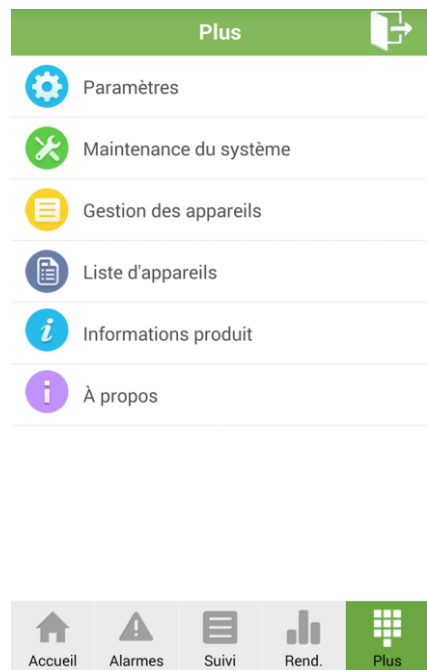 Plus
Paramètres
Maintenance du système
Gestion des appareils
Liste d'appareils
Informations produit
À propos
Accueil Alarmes Suivi Rend. Plus